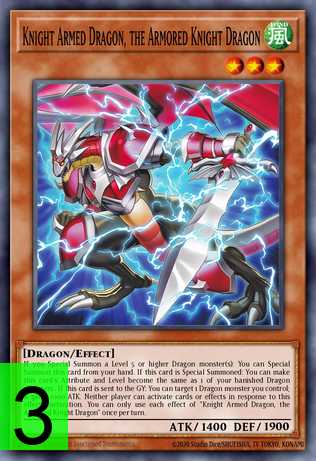 Knight Armed Dragon, the Armored Knight Dragon
WIND
風
[Dragon/Effect]
If you Special Summon a Level 5 or higher Dragon monster(s): You can Special
Summon this card from your hand. If this card is Special Summoned: You can make
this card's Attribute and Level become the same as 1 of your banished Dragon
If this card is sent to the GY: You can target 1 Dragon monster you control;
ATK. Neither player can activate cards or effects in response to this
activation. You can only use each effect of "Knight Armed Dragon, the
Armored Knight Dragon" once per turn.
ATK / 1400 DEF / 1900
3
©2020 Studio Dice/SHUEISHA, TV TOKYO, KONAMI